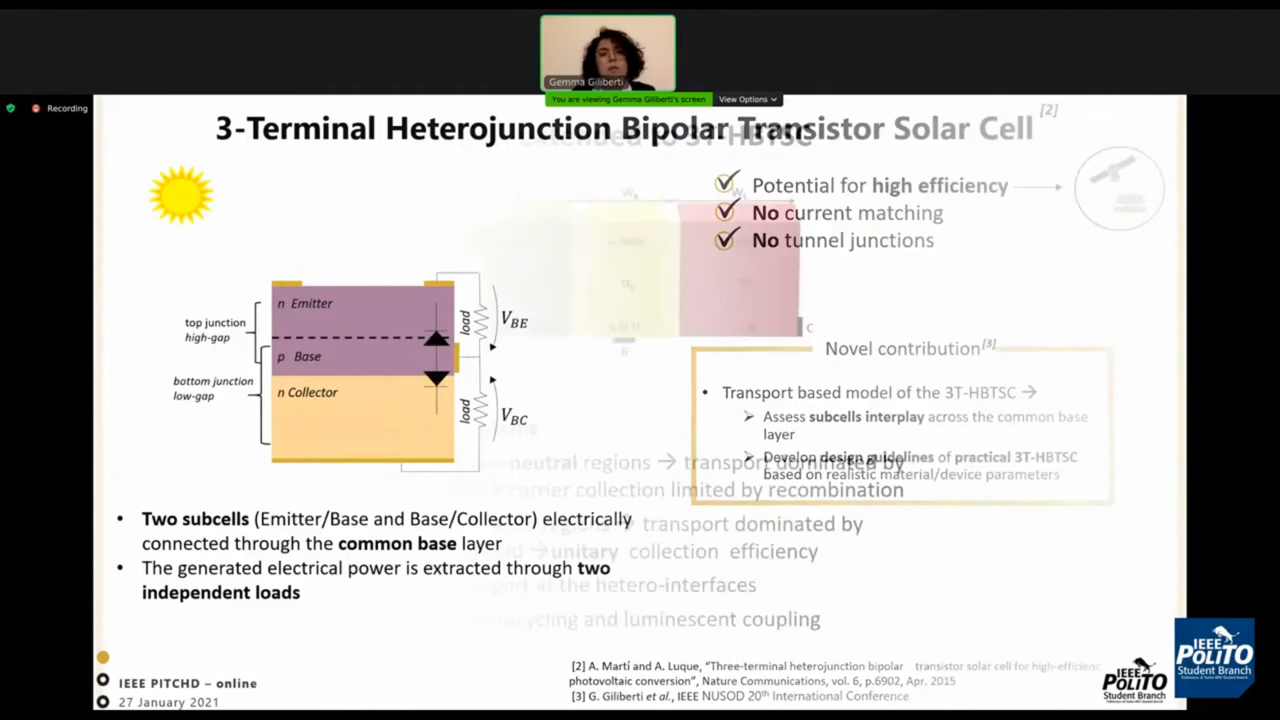 Gemma Giliberti
You are viewing Gemma Giliberti's screen
View Options
Recording
3-Terminal Heterojunction Bipolar Transistor Solar Cell [2]
3T-HBTSC
Potential for high efficiency
No current matching
No tunnel junctions
n Emitter
top junction
high-gap
p Base
bottom junction
low-gap
n Collector
load
V_BE
load
V_BC
C
B
Novel contribution[3]
• Transport based model of the 3T-HBTSC →
➢ Assess subcells interplay across the common base
layer
➢ Develop design guidelines of practical 3T-HBTSC
based on realistic material/device parameters
-neutral regions → transport dominated by
carrier collection limited by recombination
→ transport dominated by
→unitary collection efficiency
at the hetero-interfaces
and luminescent coupling
• Two subcells (Emitter/Base and Base/Collector) electrically
connected through the common base layer
• The generated electrical power is extracted through two
independent loads
[2] A. Martí and A. Luque, “Three-terminal heterojunction bipolar transistor solar cell for high-efficienc
photovoltaic conversion”, Nature Communications, vol. 6, p.6902, Apr. 2015
[3] G. Giliberti et al., IEEE NUSOD 20th International Conference
IEEE PITCHD – online
27 January 2021
IEEE
POLITO
Student Branch
IEEE
POLITO
Student Branch